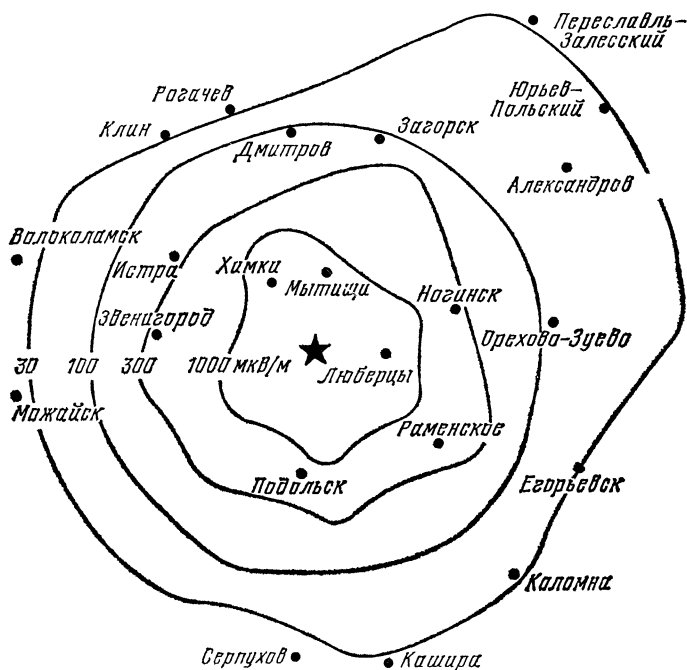 Переславль-
Залесский
Юрьев-
Польский
Рогачев
Клин
Дмитров
Загорск
Александров
Волоколамск
Истра
Химки
Мытищи
Ногинск
Звенигород
Орехово-Зуево
30 100 300 1000 мкВ/м
Люберцы
Можайск
Раменское
Подольск
Егорьевск
Коломна
Серпухов
Кашира